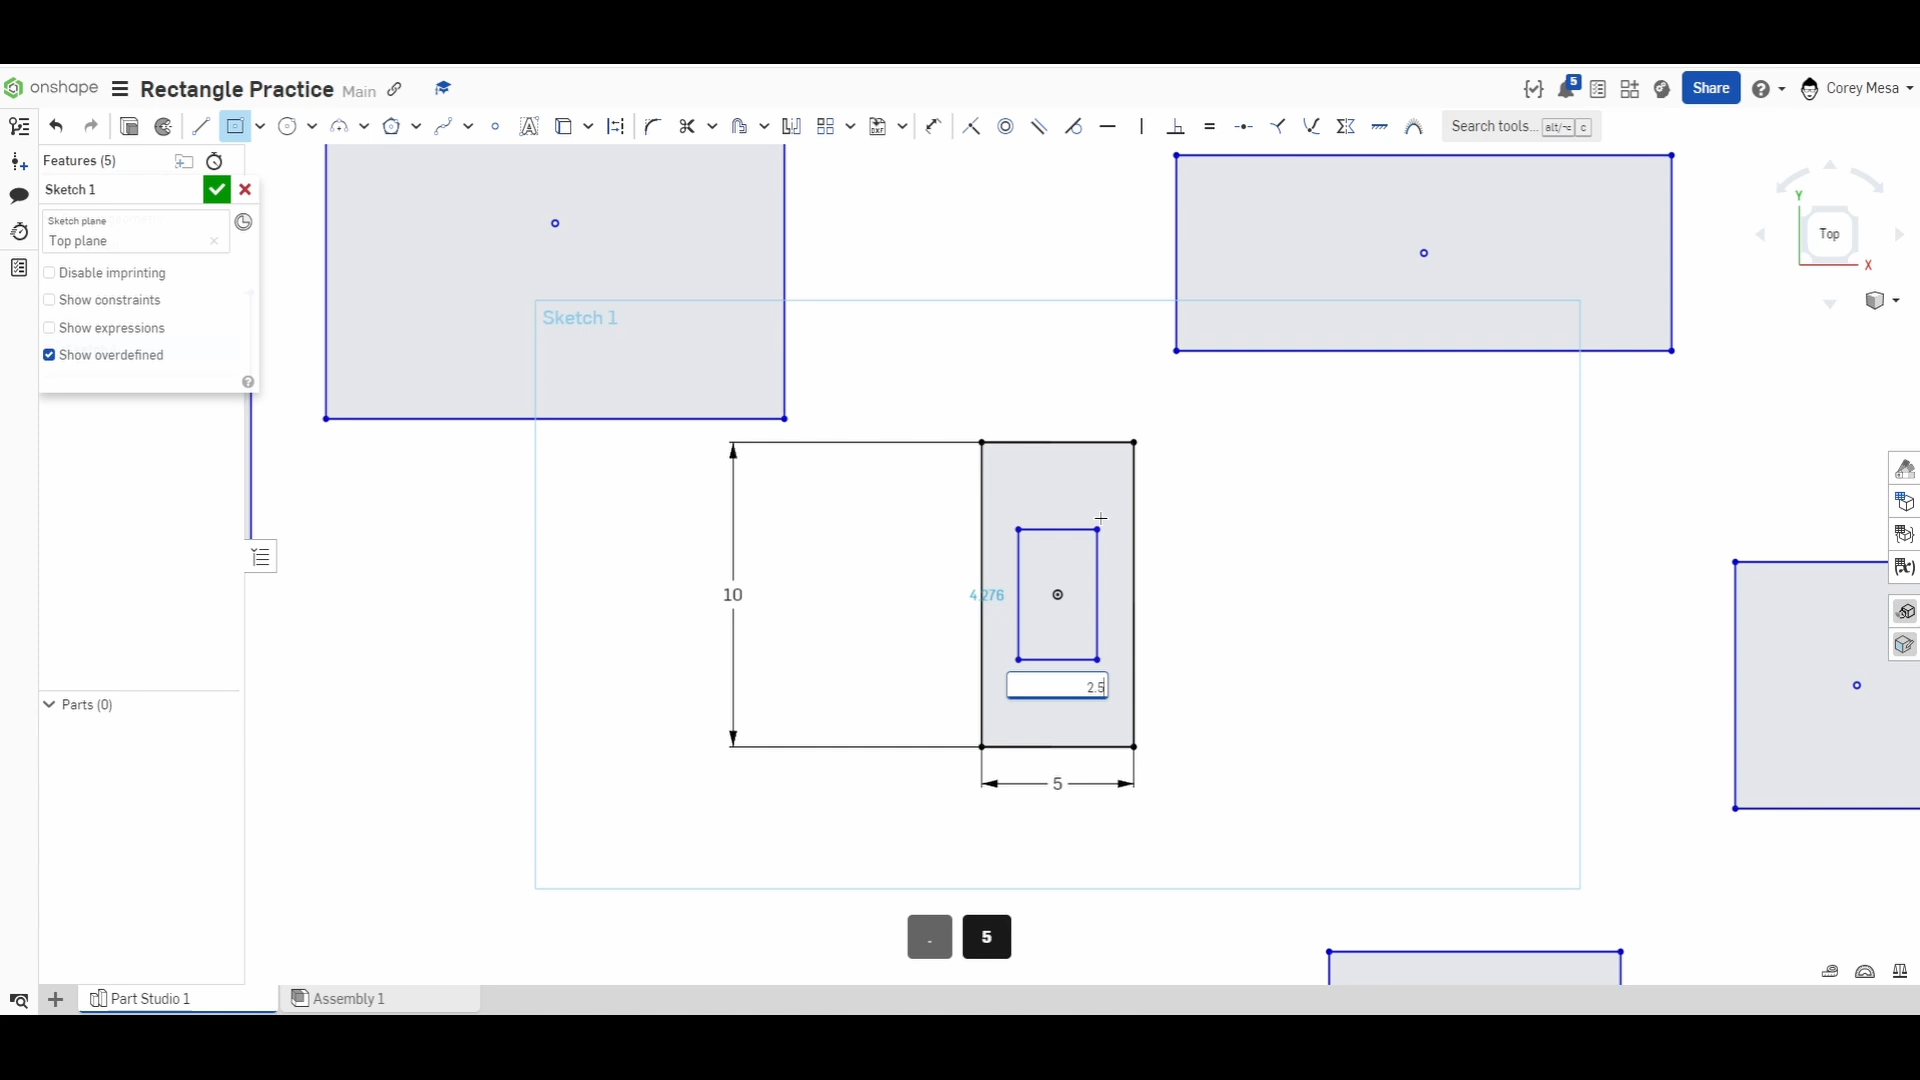 onshape
Rectangle Practice Main
5
Share
Corey Mesa
Search tools... alt/⌥ c
Features (5)
Sketch 1
Sketch plane
Top plane
Disable imprinting
Show constraints
Show expressions
Show overdefined
Parts (0)
Sketch 1
Y
Top
X
10
4.276
2.5
5
. 5
Part Studio 1
Assembly 1